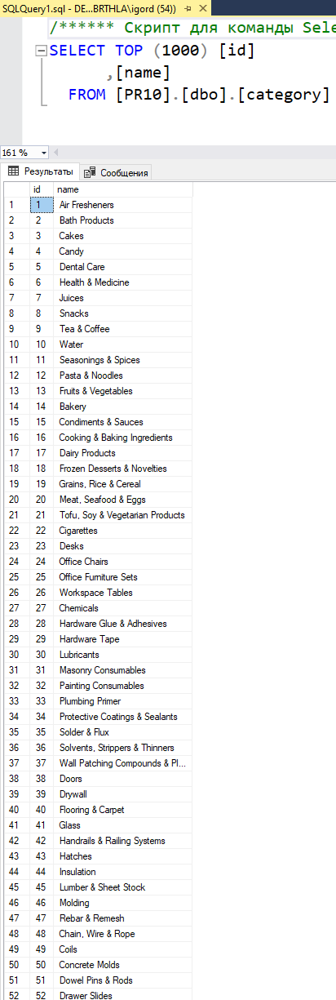 SQLQuery1.sql - DE...BRTHLA\igord (54))
/****** Скрипт для команды Sele
SELECT TOP (1000) [id]
,[name]
FROM [PR10].[dbo].[category]
161 %
Результаты Сообщения
id name
1 1 Air Fresheners
2 2 Bath Products
3 3 Cakes
4 4 Candy
5 5 Dental Care
6 6 Health & Medicine
7 7 Juices
8 8 Snacks
9 9 Tea & Coffee
10 10 Water
11 11 Seasonings & Spices
12 12 Pasta & Noodles
13 13 Fruits & Vegetables
14 14 Bakery
15 15 Condiments & Sauces
16 16 Cooking & Baking Ingredients
17 17 Dairy Products
18 18 Frozen Desserts & Novelties
19 19 Grains, Rice & Cereal
20 20 Meat, Seafood & Eggs
21 21 Tofu, Soy & Vegetarian Products
22 22 Cigarettes
23 23 Desks
24 24 Office Chairs
25 25 Office Furniture Sets
26 26 Workspace Tables
27 27 Chemicals
28 28 Hardware Glue & Adhesives
29 29 Hardware Tape
30 30 Lubricants
31 31 Masonry Consumables
32 32 Painting Consumables
33 33 Plumbing Primer
34 34 Protective Coatings & Sealants
35 35 Solder & Flux
36 36 Solvents, Strippers & Thinners
37 37 Wall Patching Compounds & Pl...
38 38 Doors
39 39 Drywall
40 40 Flooring & Carpet
41 41 Glass
42 42 Handrails & Railing Systems
43 43 Hatches
44 44 Insulation
45 45 Lumber & Sheet Stock
46 46 Molding
47 47 Rebar & Remesh
48 48 Chain, Wire & Rope
49 49 Coils
50 50 Concrete Molds
51 51 Dowel Pins & Rods
52 52 Drawer Slides